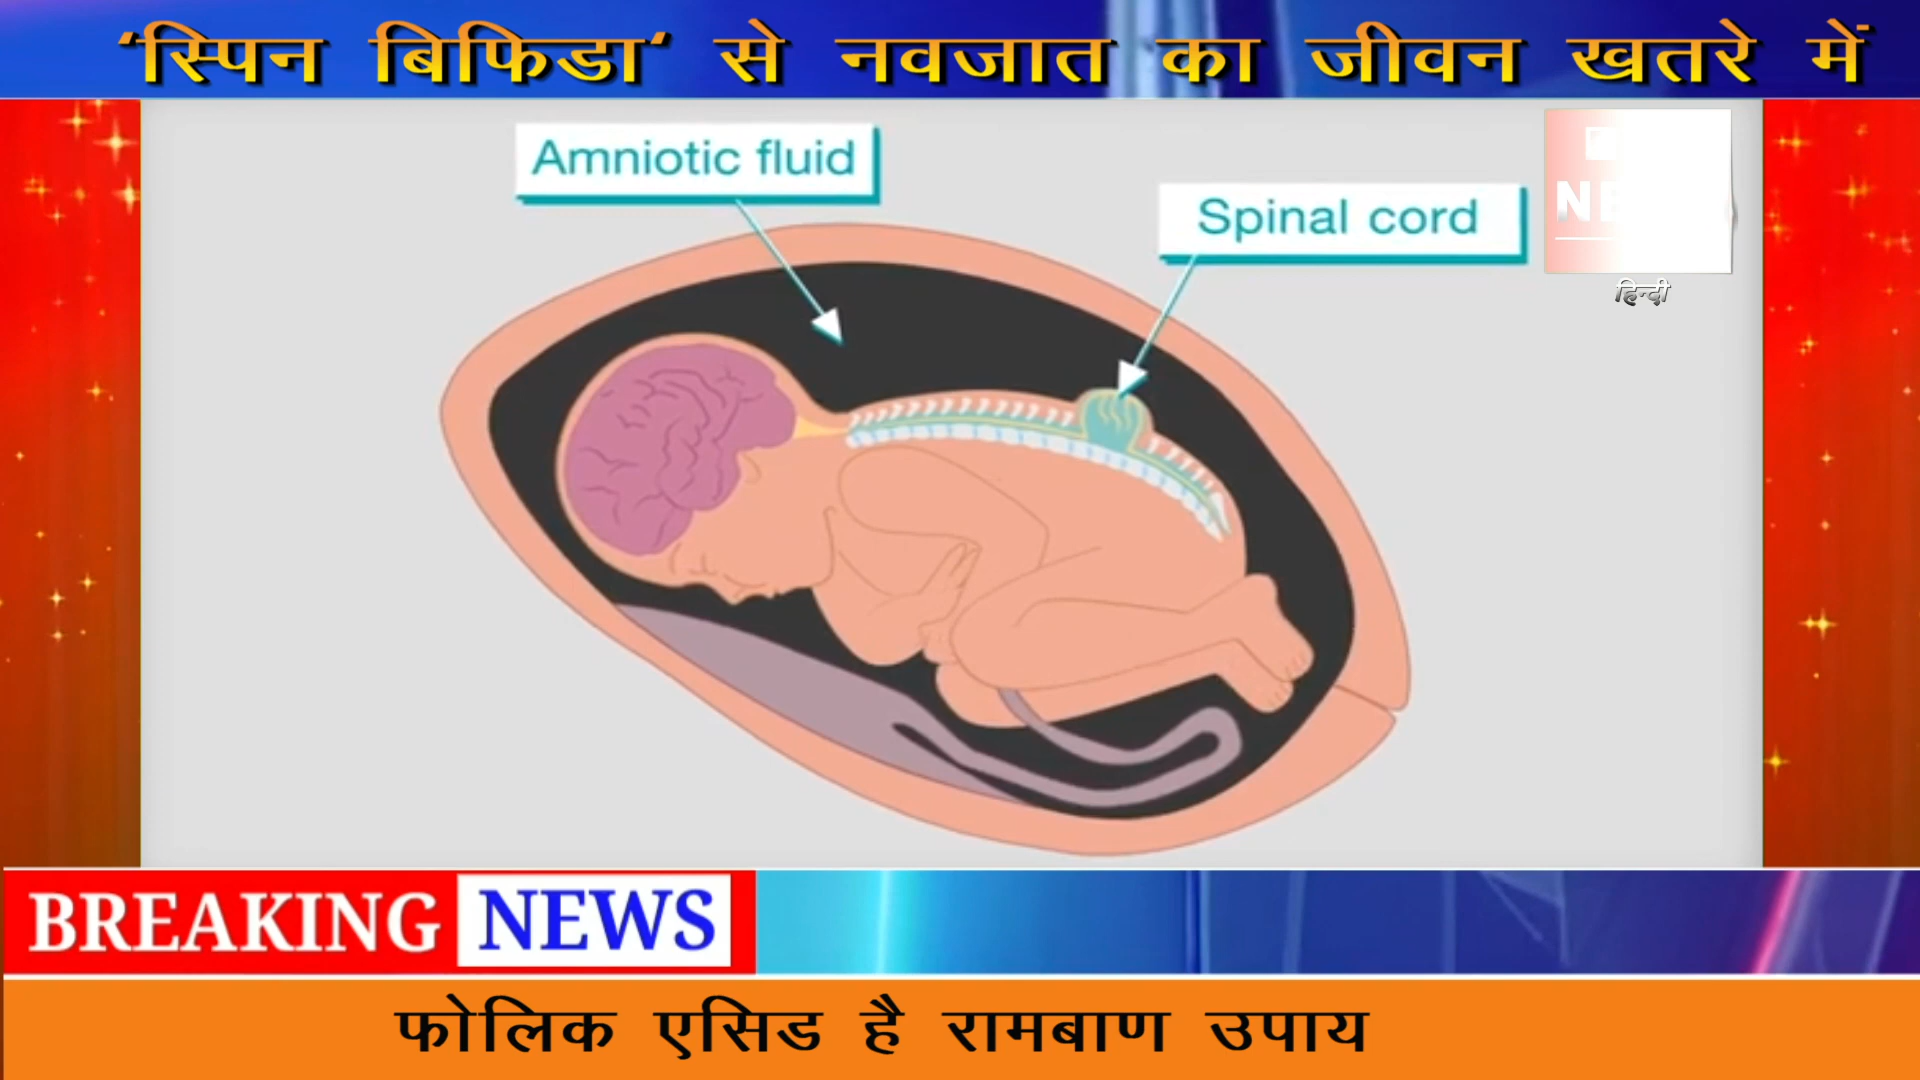 ‘स्पिन बिफिडा‘ से नवजात का जीवन खतरे में
Amniotic fluid
Spinal cord
हिन्दी
BREAKING NEWS
फोलिक एसिड है रामबाण उपाय